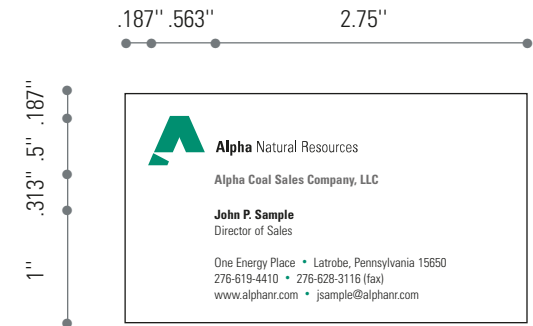 .187" .563" 2.75"
.187"
.5"
.313"
1"
Alpha Natural Resources
Alpha Coal Sales Company, LLC
John P. Sample
Director of Sales
One Energy Place • Latrobe, Pennsylvania 15650
276-619-4410 • 276-628-3116 (fax)
www.alphanr.com • jsample@alphanr.com